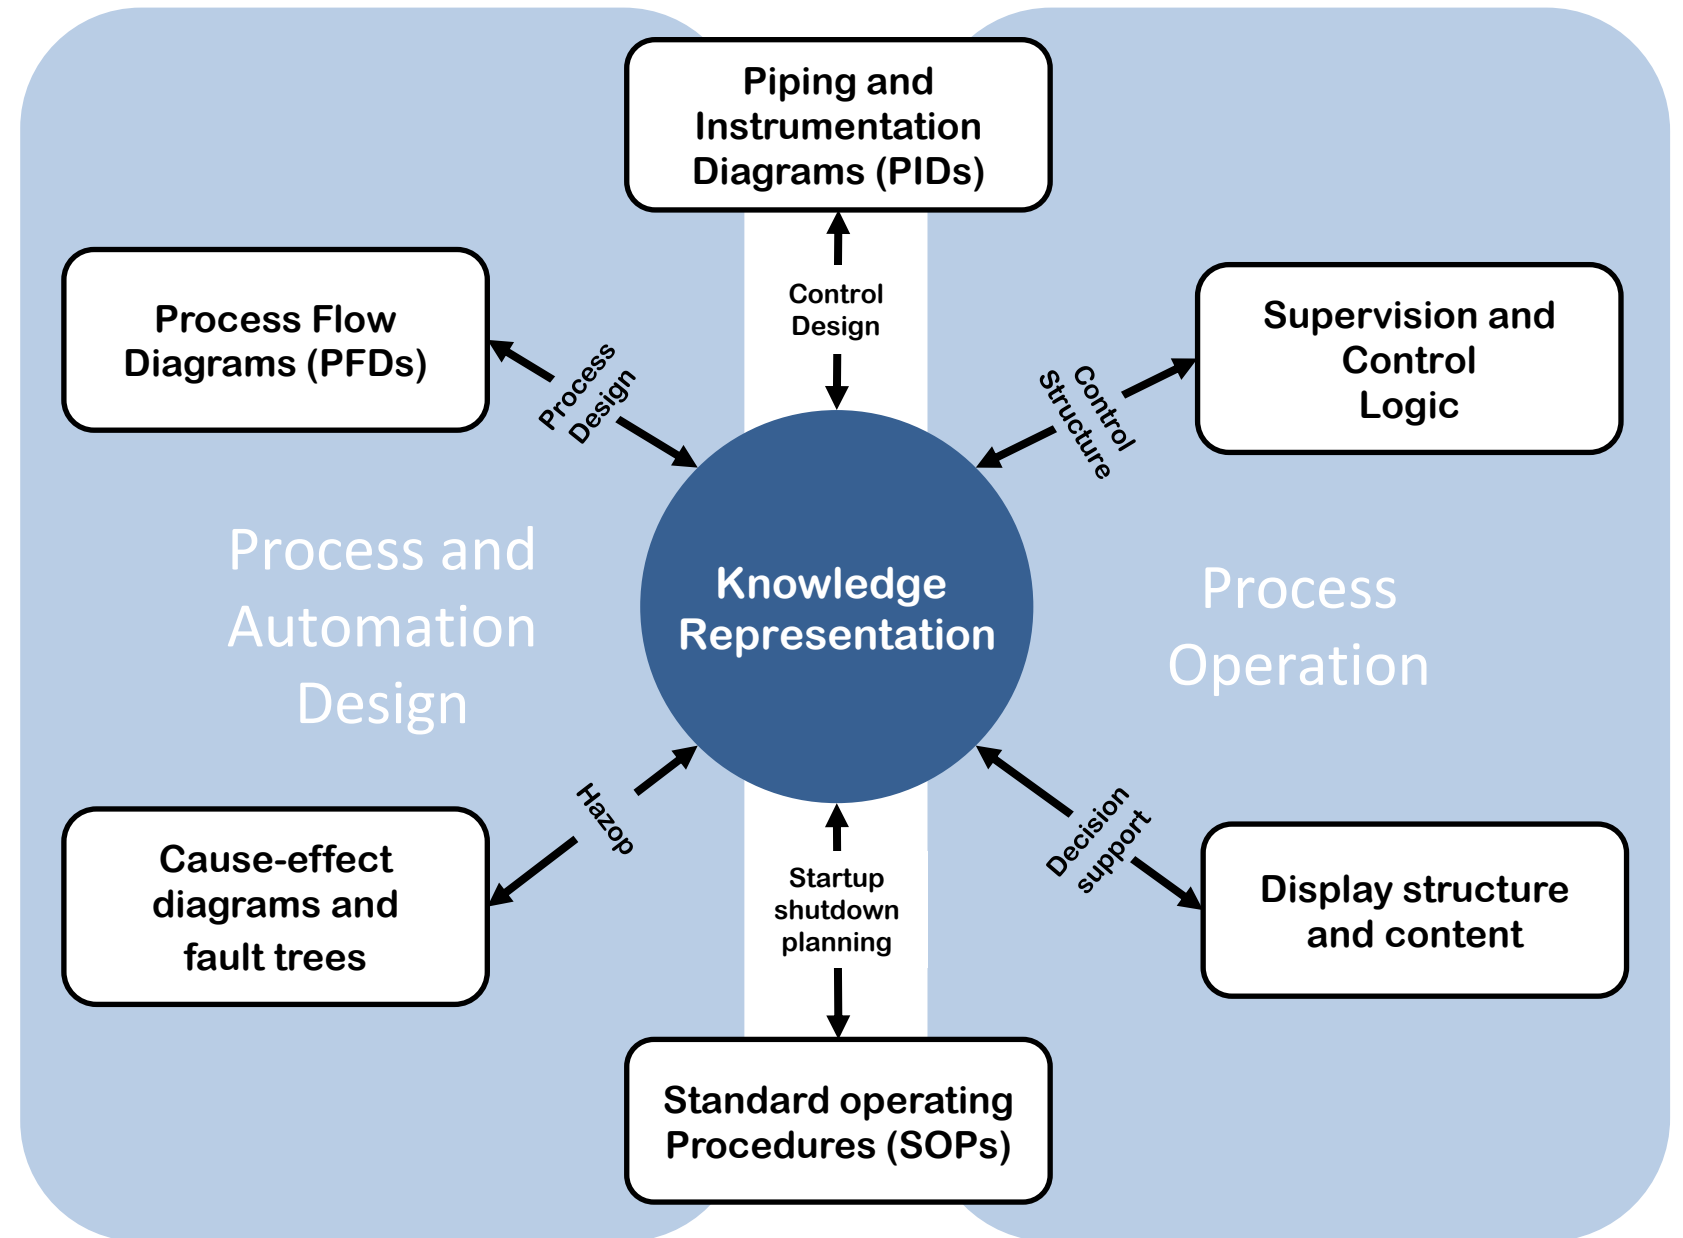 Piping and
Instrumentation
Diagrams (PIDs)
Process Flow
Diagrams (PFDs)
Control
Design
Supervision and
Control
Logic
Process
Design
Control
Structure
Process and
Automation
Design
Knowledge
Representation
Process
Operation
Hazop
Decision
support
Cause-effect
diagrams and
fault trees
Startup
shutdown
planning
Display structure
and content
Standard operating
Procedures (SOPs)